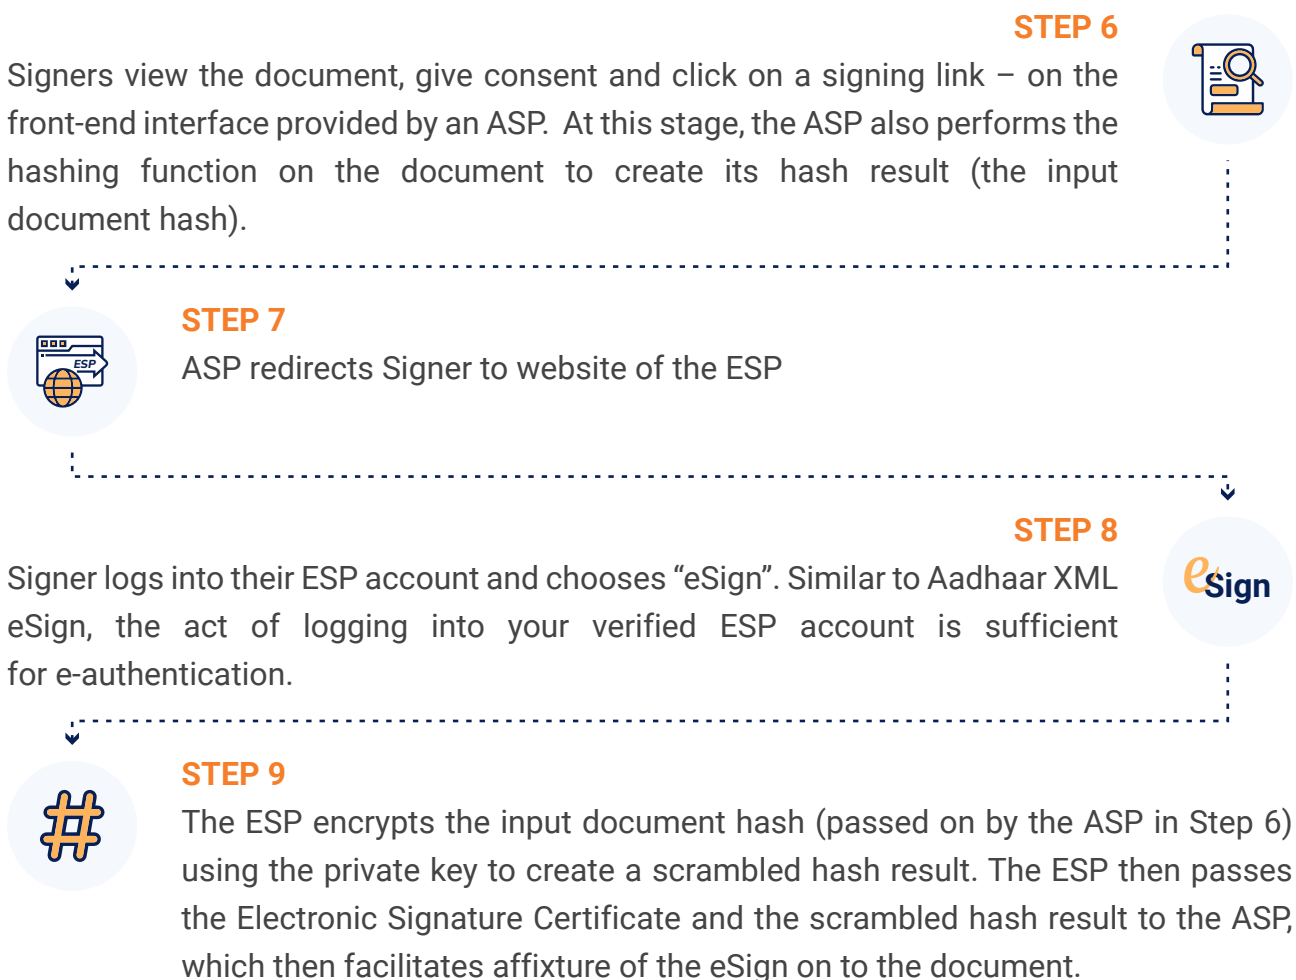 STEP 6
Signers view the document, give consent and click on a signing link – on the
front-end interface provided by an ASP.  At this stage, the ASP also performs the
hashing function on the document to create its hash result (the input
document hash).
STEP 7
ESP
ASP redirects Signer to website of the ESP
STEP 8
Signer logs into their ESP account and chooses “eSign”. Similar to Aadhaar XML
eSign, the act of logging into your verified ESP account is sufficient
for e-authentication.
eSign
STEP 9
#
The ESP encrypts the input document hash (passed on by the ASP in Step 6)
using the private key to create a scrambled hash result. The ESP then passes
the Electronic Signature Certificate and the scrambled hash result to the ASP,
which then facilitates affixture of the eSign on to the document.